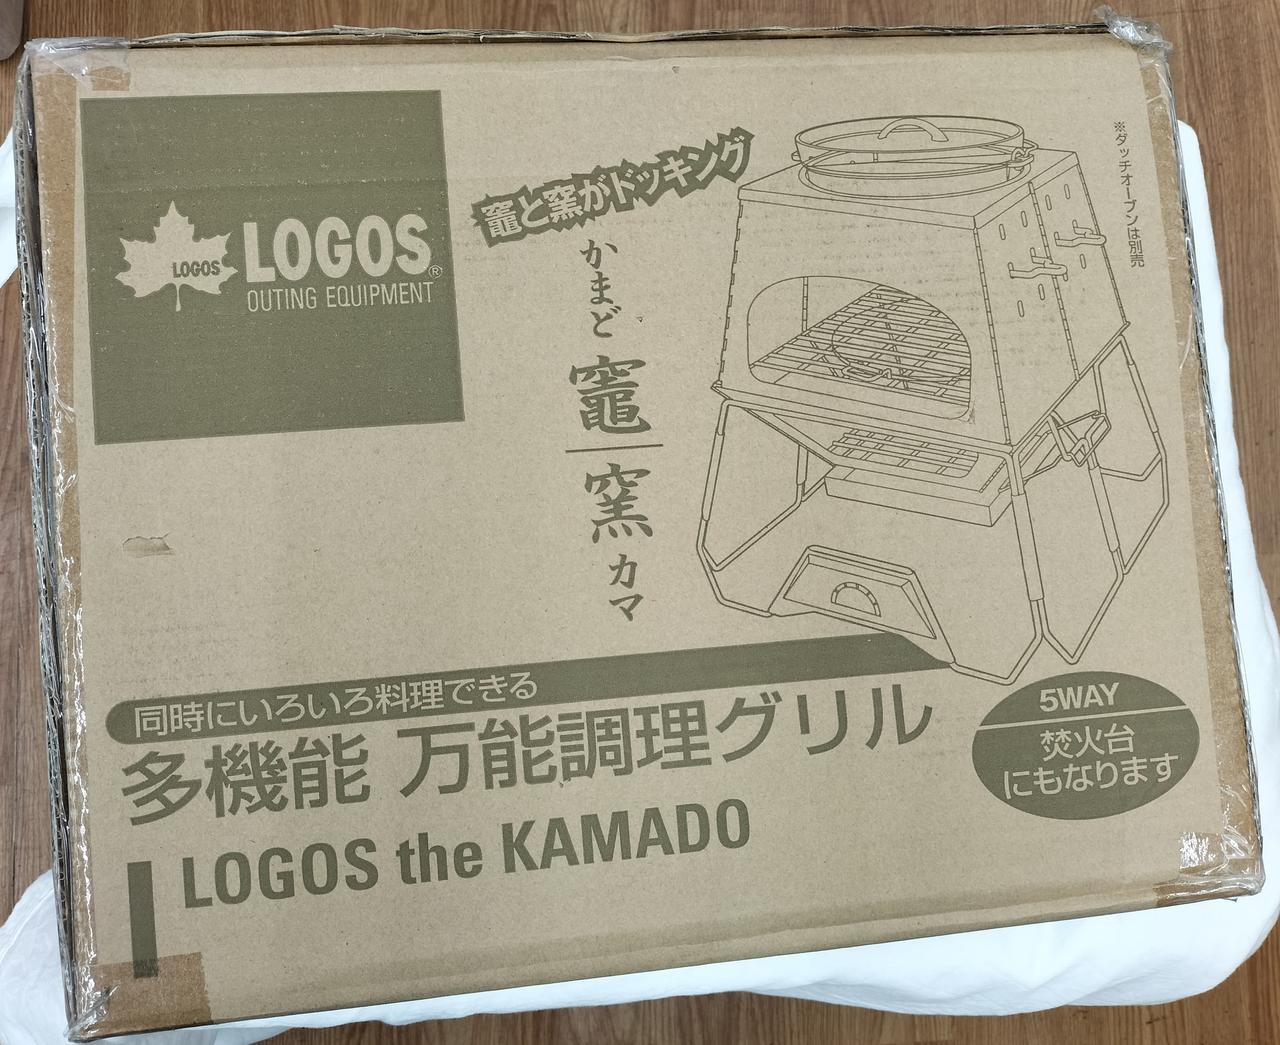 LOGOS
LOGOS®
OUTING EQUIPMENT
竈と窯がドッキング
かまど
竈
窯
カマ
※ダッチオーブンは別売
同時にいろいろ料理できる
多機能 万能調理グリル
LOGOS the KAMADO
5WAY
焚火台
にもなります